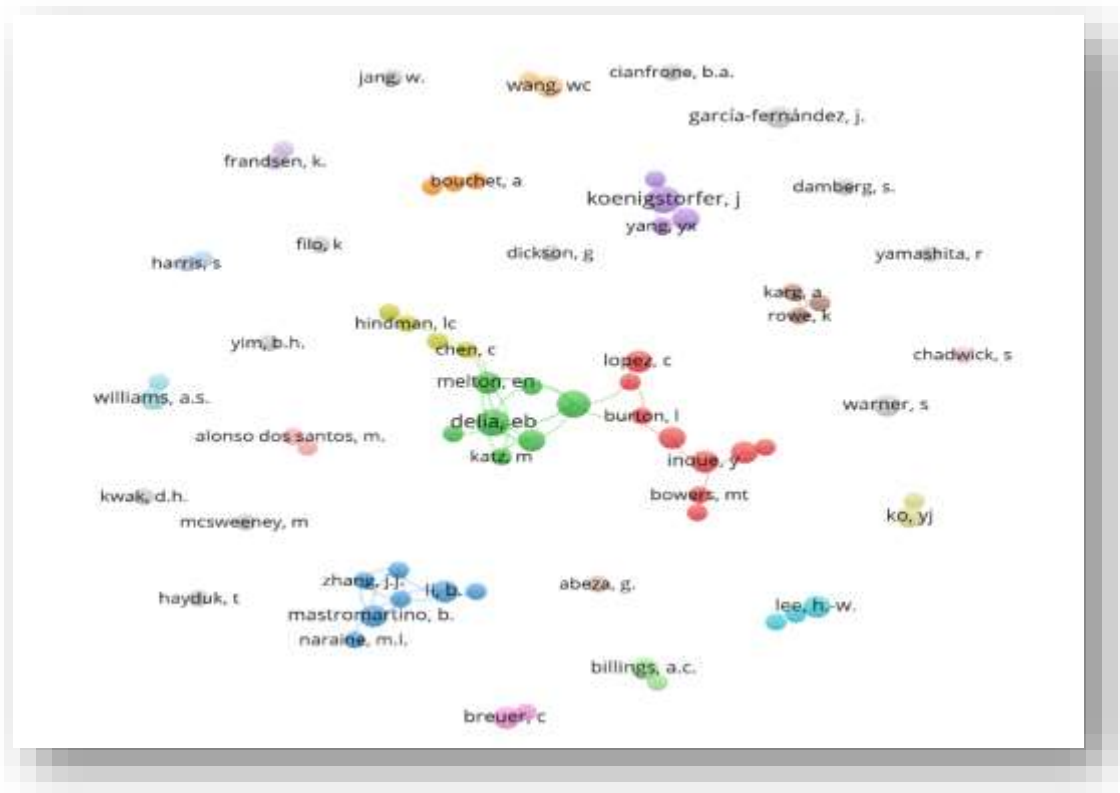 jang, w.
wang, wc
cianfrone, b.a.
garcía-fernández, j.
frandsen, k.
bouchet, a
koenigstorfer, j
damberg, s.
yang, yx
filo, k
dickson, g
yamashita, r
harris, s
karg, a
rowe, k
hindman, lc
yim, b.h.
chen, c
lopez, c
chadwick, s
melton, en
williams, a.s.
warner, s
delia, eb
burton, l
alonso dos santos, m.
katz, m
inoue, y
kwak, d.h.
bowers, mt
mcsweeney, m
ko, yj
zhang, j.j.
li, b.
abeza, g.
hayduk, t
lee, h.-w.
mastromartino, b.
naraine, m.l.
billings, a.c.
breuer, c